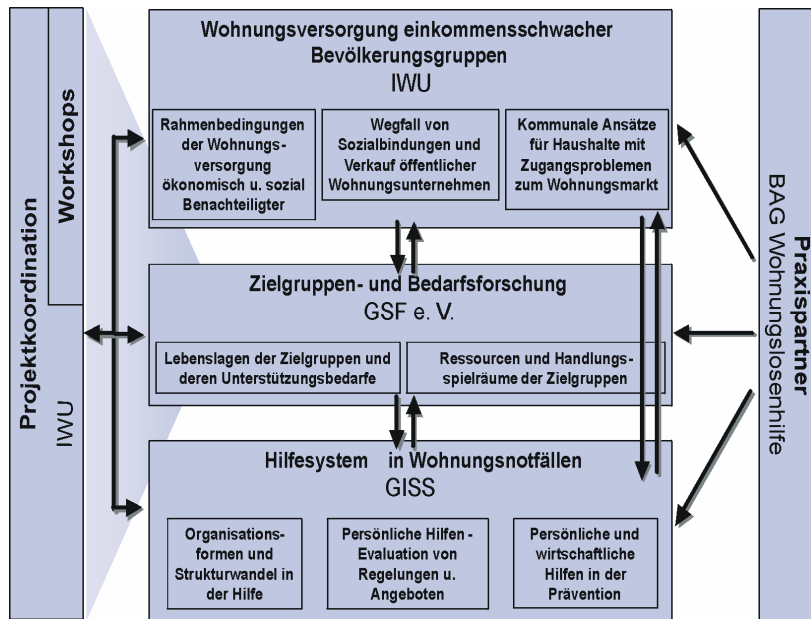 Projektkoordination
IWU
Workshops
Wohnungsversorgung einkommensschwacher
Bevölkerungsgruppen
IWU
Rahmenbedingungen
der Wohnungs-
versorgung
ökonomisch u. sozial
Benachteiligter
Wegfall von
Sozialbindungen und
Verkauf öffentlicher
Wohnungsunternehmen
Kommunale Ansätze
für Haushalte mit
Zugangsproblemen
zum Wohnungsmarkt
Zielgruppen- und Bedarfsforschung
GSF e. V.
Lebenslagen der Zielgruppen und
deren Unterstützungsbedarfe
Ressourcen und Handlungs-
spielräume der Zielgruppen
Hilfesystem in Wohnungsnotfällen
GISS
Organisations-
formen und
Strukturwandel in
der Hilfe
Persönliche Hilfen -
Evaluation von
Regelungen u.
Angeboten
Persönliche und
wirtschaftliche
Hilfen in der
Prävention
Praxispartner
BAG Wohnungslosenhilfe